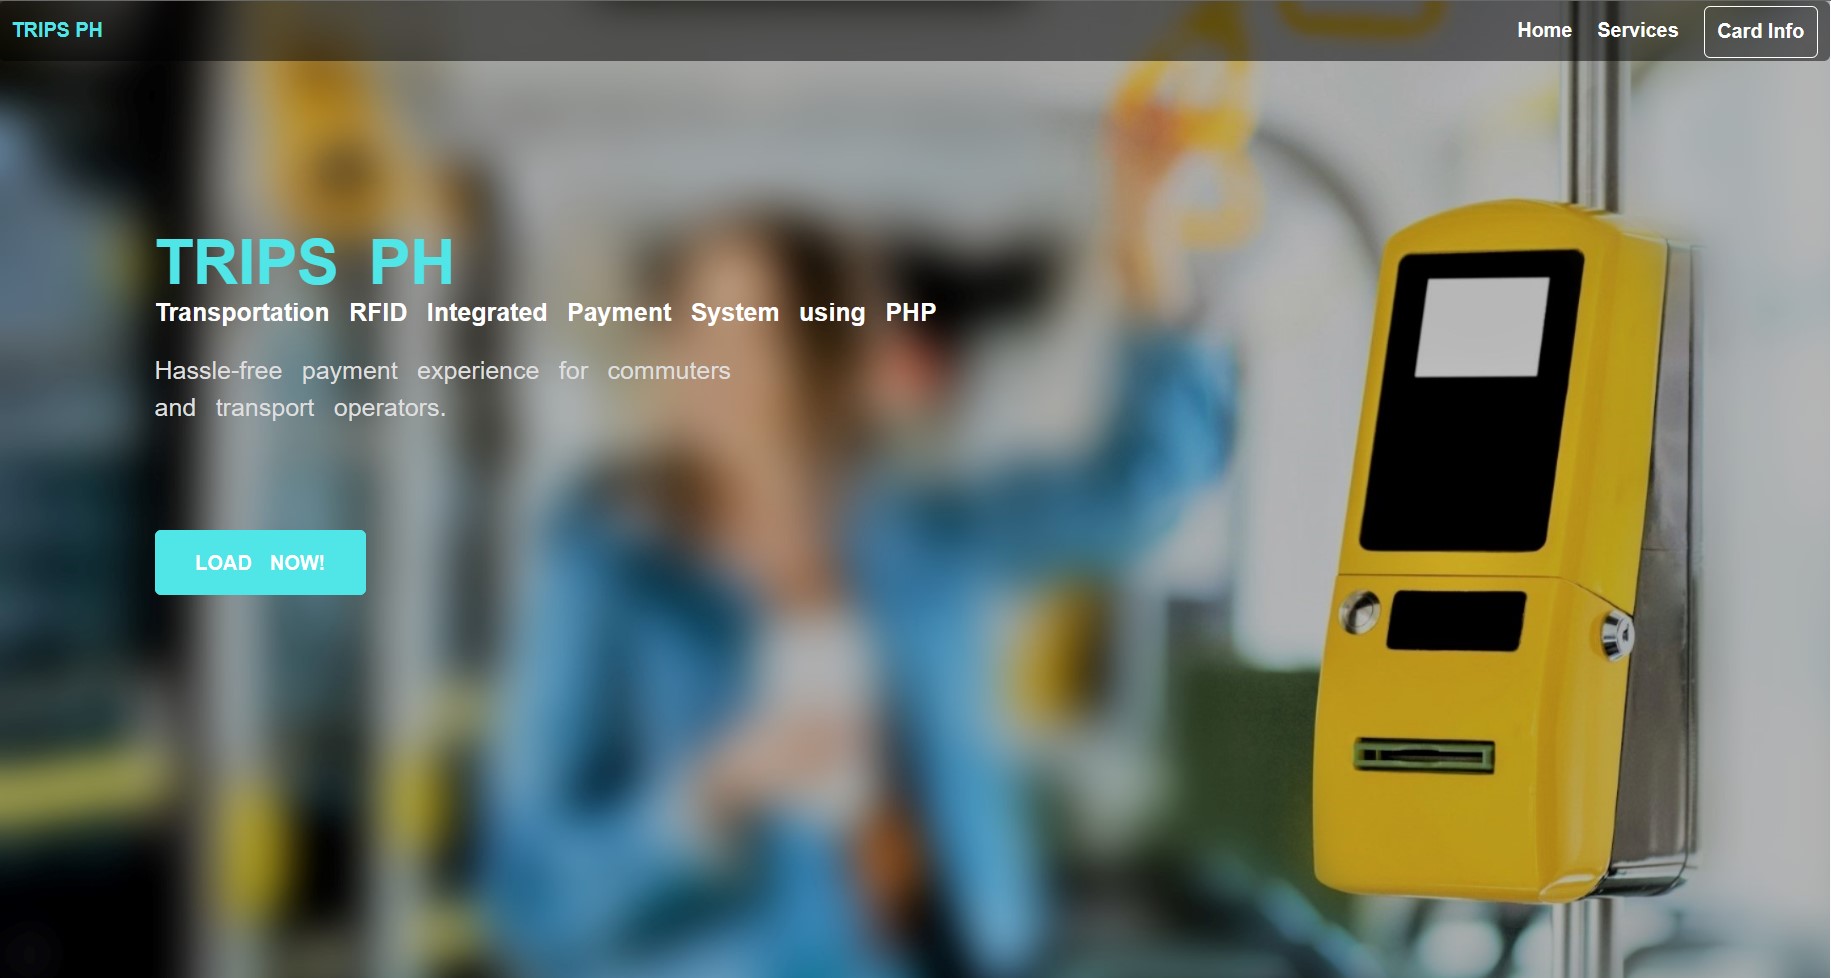 TRIPS PH
Home Services Card Info
TRIPS PH
Transportation RFID Integrated Payment System using PHP
Hassle-free payment experience for commuters
and transport operators.
LOAD NOW!